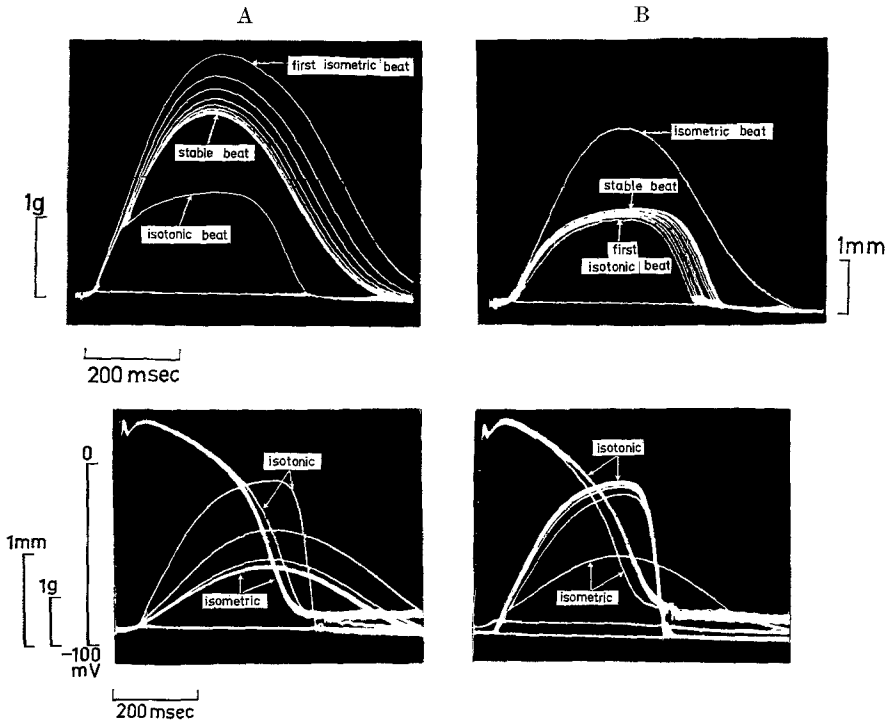 A
B
first isometric beat
stable beat
isotonic beat
1g
200 msec
isometric beat
stable beat
first
isotonic beat
1mm
isotonic
isometric
0
1mm
1g
-100
mV
200 msec
isotonic
isometric